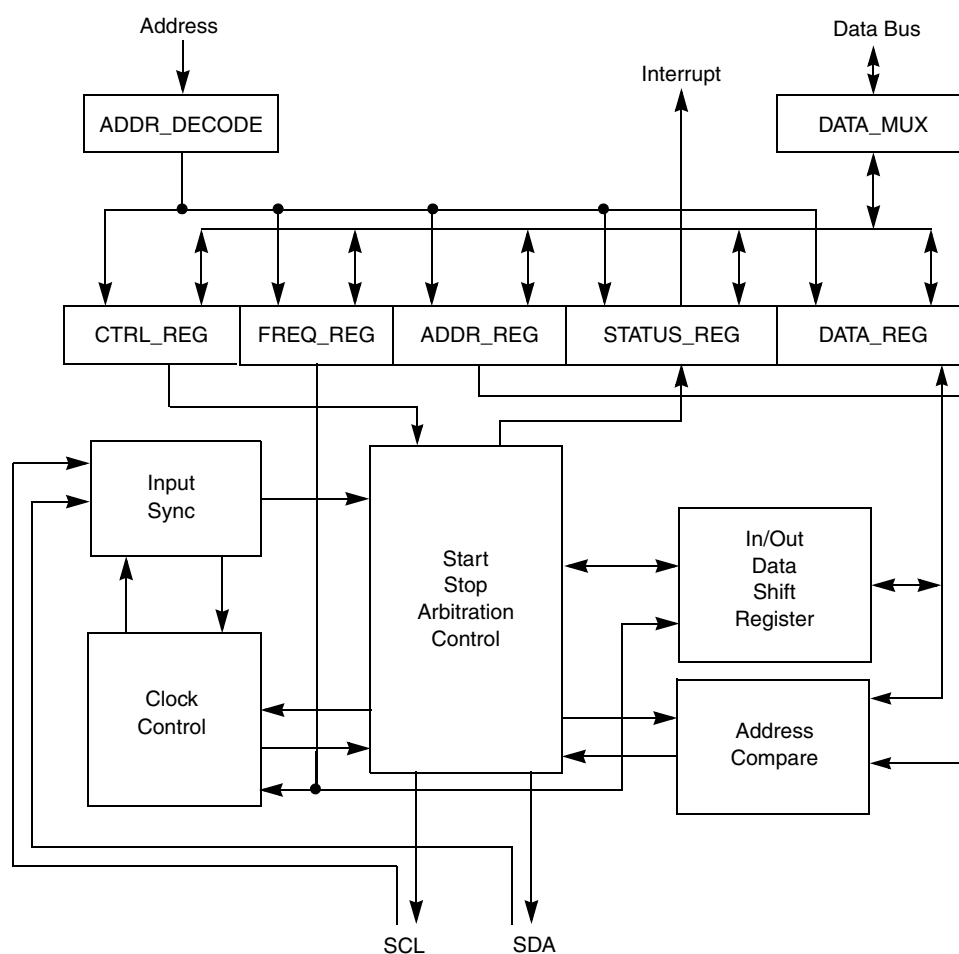 Address
Data Bus
Interrupt
ADDR_DECODE
DATA_MUX
CTRL_REG
FREQ_REG
ADDR_REG
STATUS_REG
DATA_REG
Input
Sync
Start
Stop
Arbitration
Control
In/Out
Data
Shift
Register
Clock
Control
Address
Compare
SCL
SDA